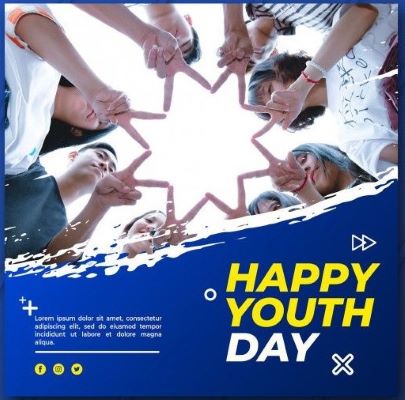 HAPPY
YOUTH
DAY
Lorem ipsum dolor sit amet, consectetur
adipiscing elit, sed do eiusmod tempor
incididunt ut labore et dolore magna
aliqua.